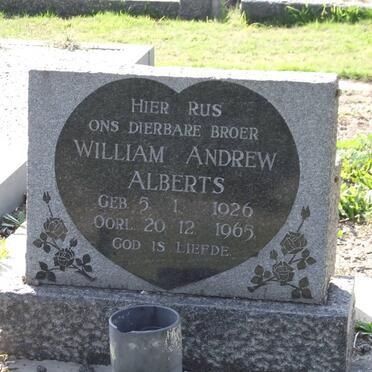 HIER RUS
ONS DIERBARE BROER
WILLIAM ANDREW
ALBERTS
GEB. 5. 1. 1926
OORL. 20. 12. 1965
GOD IS LIEFDE.